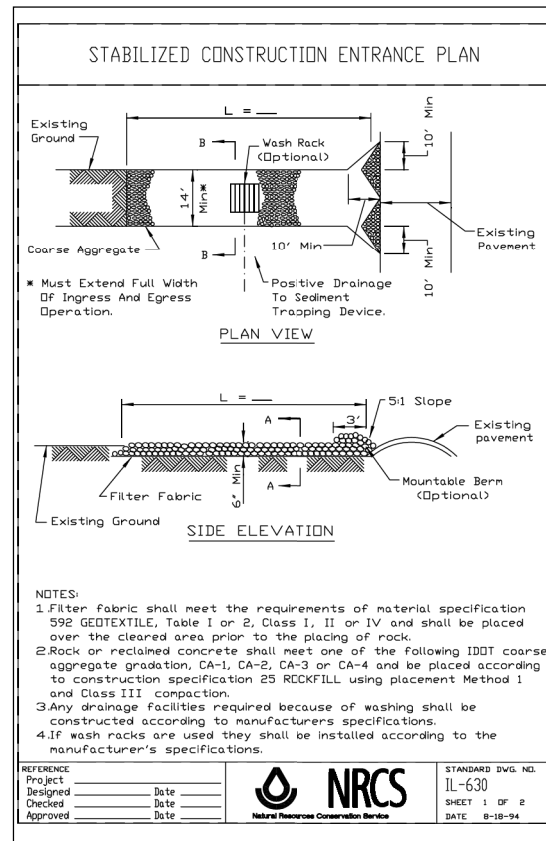 STABILIZED CONSTRUCTION ENTRANCE PLAN
L = ___
Existing
Ground
B
Wash Rack
(Optional)
10' Min
14'
Min*
Coarse Aggregate
10' Min
Existing
Pavement
B
10' Min
* Must Extend Full Width
Of Ingress And Egress
Operation.
Positive Drainage
To Sediment
Trapping Device.
PLAN VIEW
L = ___
A
3'
5:1 Slope
Existing
pavement
Filter Fabric
6" Min
A
Mountable Berm
(Optional)
Existing Ground
SIDE ELEVATION
NOTES:
1.Filter fabric shall meet the requirements of material specification
592 GEOTEXTILE, Table 1 or 2, Class I, II or IV and shall be placed
over the cleared area prior to the placing of rock.
2.Rock or reclaimed concrete shall meet one of the following IDOT coarse
aggregate gradation, CA-1, CA-2, CA-3 or CA-4 and be placed according
to construction specification 25 ROCKFILL using placement Method 1
and Class III compaction.
3.Any drainage facilities required because of washing shall be
constructed according to manufacturers specifications.
4.If wash racks are used they shall be installed according to the
manufacturer's specifications.
REFERENCE
Project ___
Designed ___ Date ___
Checked ___ Date ___
Approved ___ Date ___
NRCS
Natural Resources Conservation Service
STANDARD DWG. NO.
IL-630
SHEET 1 OF 2
DATE 8-18-94